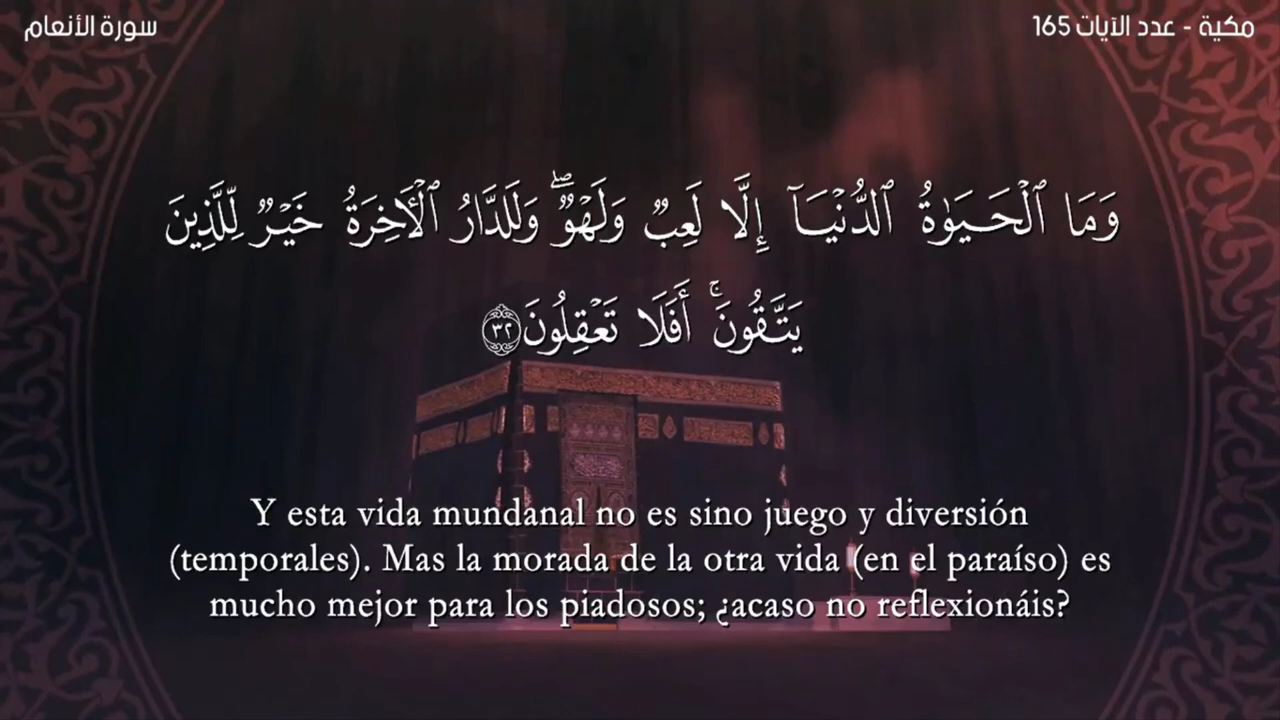 مكية - عدد الآيات 165
سورة الأنعام
وَمَا ٱلْحَيَوٰةُ ٱلدُّنْيَآ إِلَّا لَعِبٌ وَلَهْوٌ ۖ وَلَلدَّارُ ٱلْأَخِرَةُ خَيْرٌ لِّلَّذِينَ
يَتَّقُونَ ۚ أَفَلَا تَعْقِلُونَ ٣٢
Y esta vida mundanal no es sino juego y diversión
(temporales). Mas la morada de la otra vida (en el paraíso) es
mucho mejor para los piadosos; ¿acaso no reflexionáis?